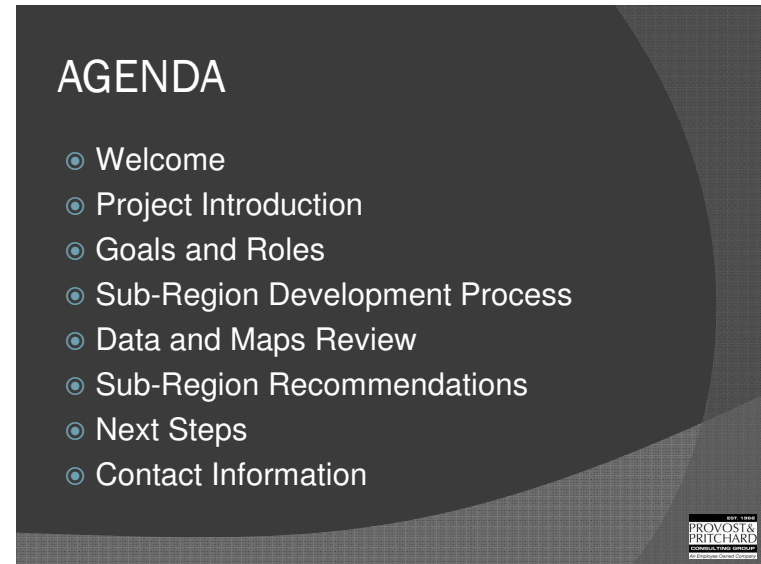 AGENDA
Welcome
Project Introduction
Goals and Roles
Sub-Region Development Process
Data and Maps Review
Sub-Region Recommendations
Next Steps
Contact Information
EST. 1968
PROVOST&
PRITCHARD
CONSULTING GROUP
An Employee Owned Company